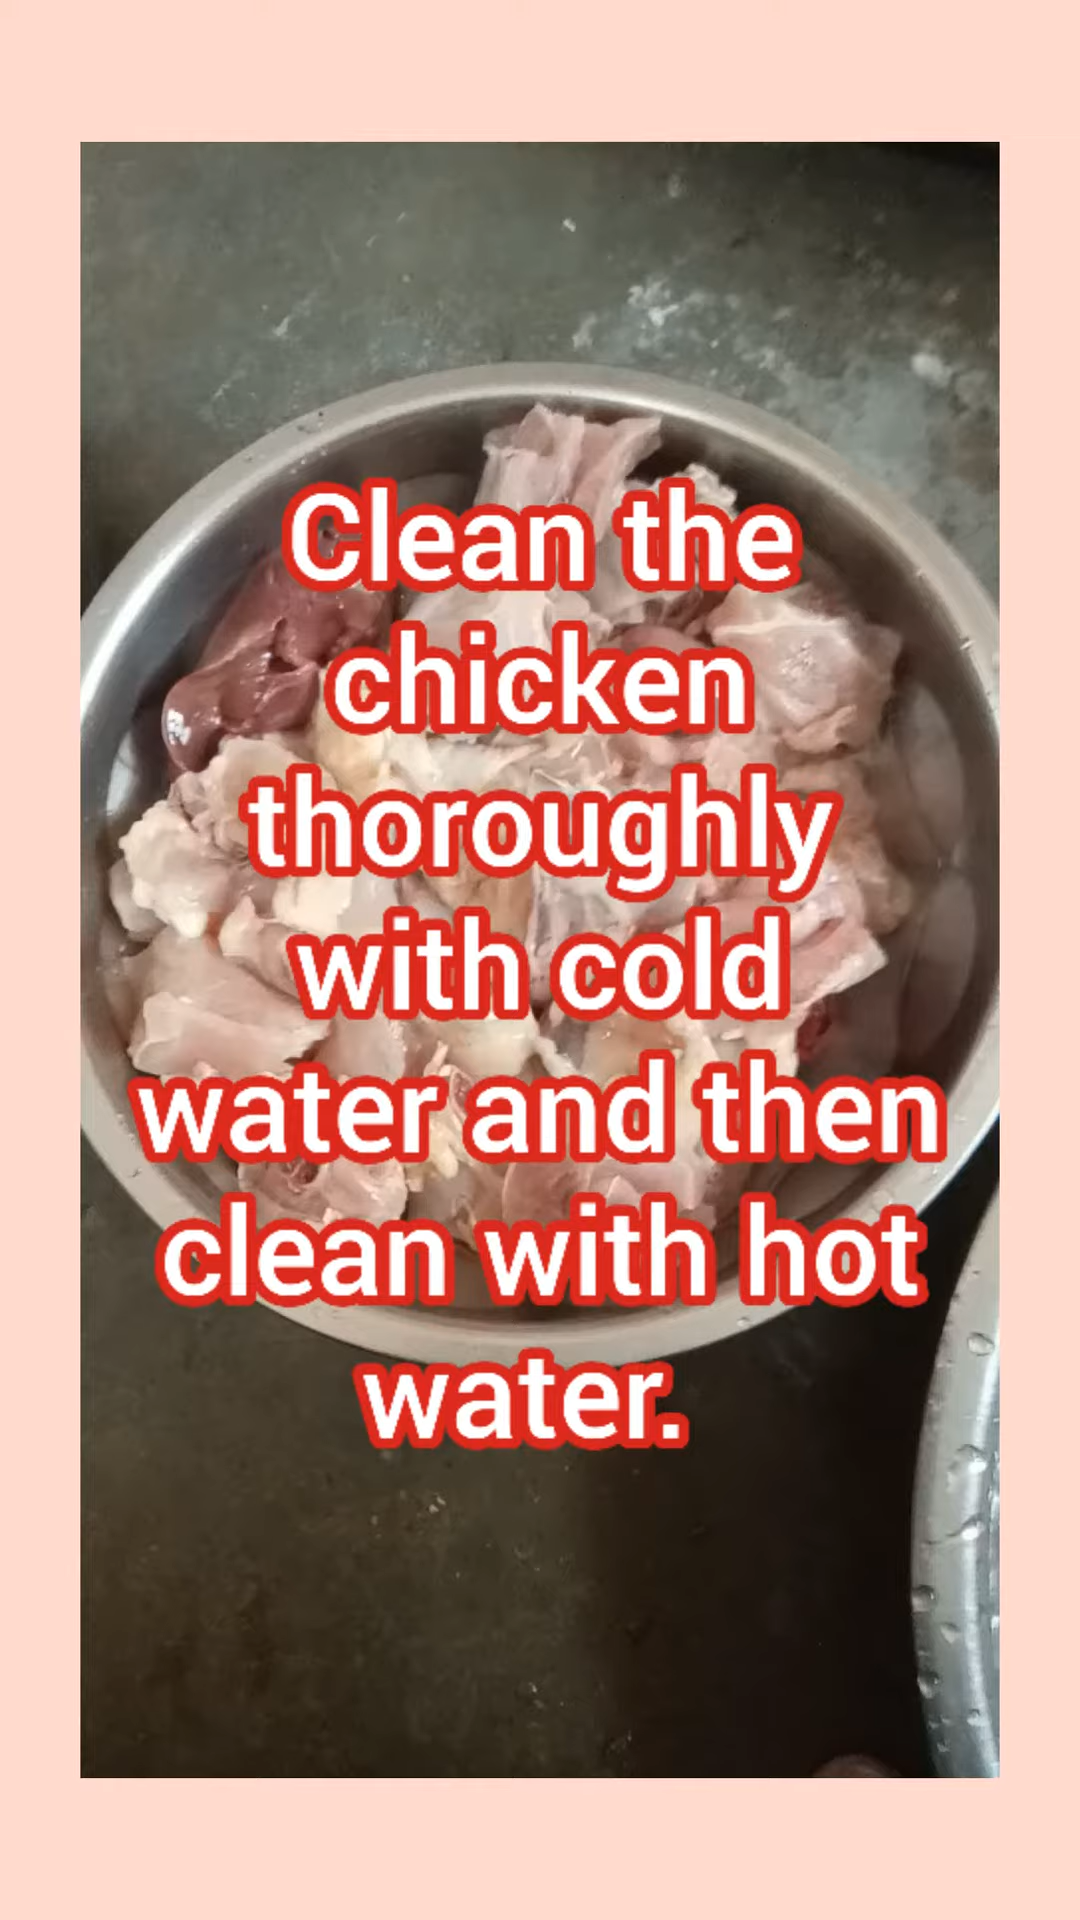 Clean the
chicken
thoroughly
with cold
water and then
clean with hot
water.